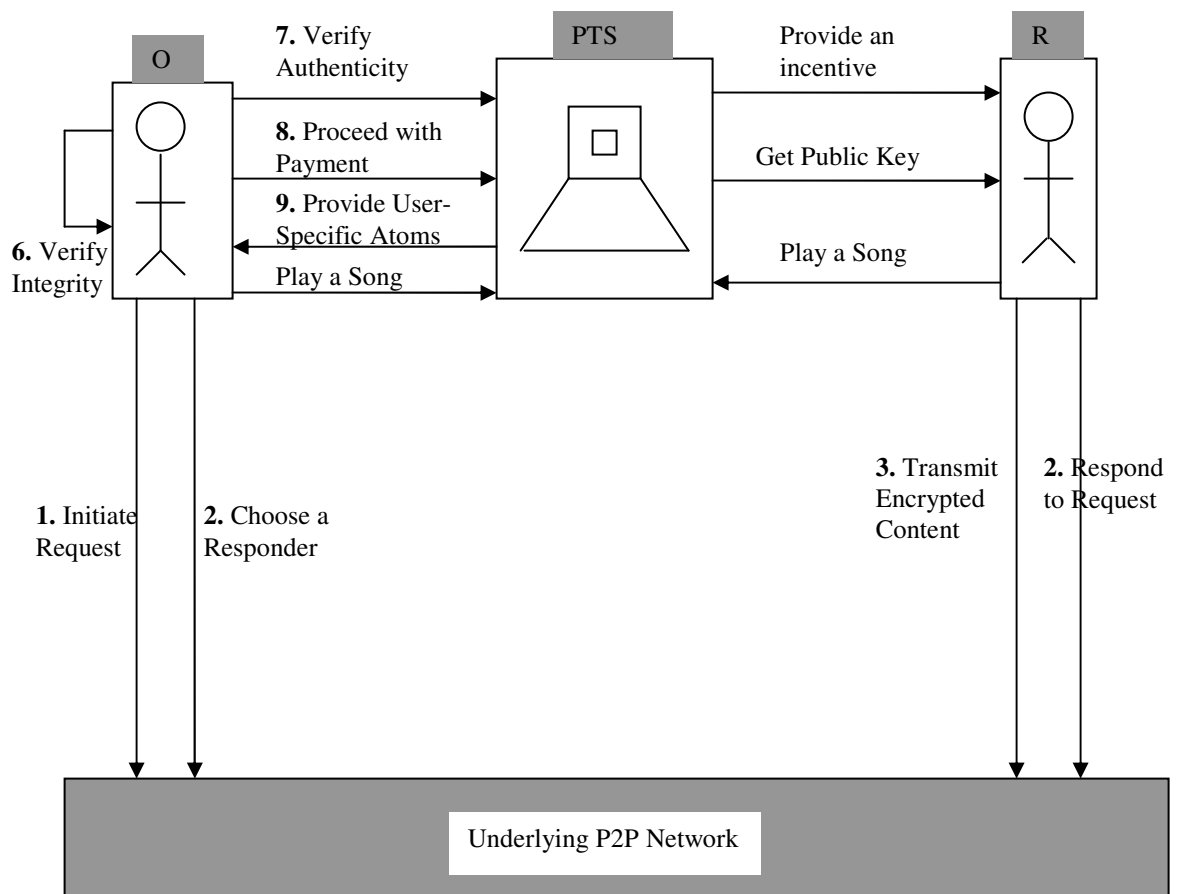 O
PTS
R
7. Verify
Authenticity
Provide an
incentive
8. Proceed with
Payment
Get Public Key
9. Provide User-
Specific Atoms
6. Verify
Integrity
Play a Song
Play a Song
3. Transmit
Encrypted
Content
2. Respond
to Request
1. Initiate
Request
2. Choose a
Responder
Underlying P2P Network